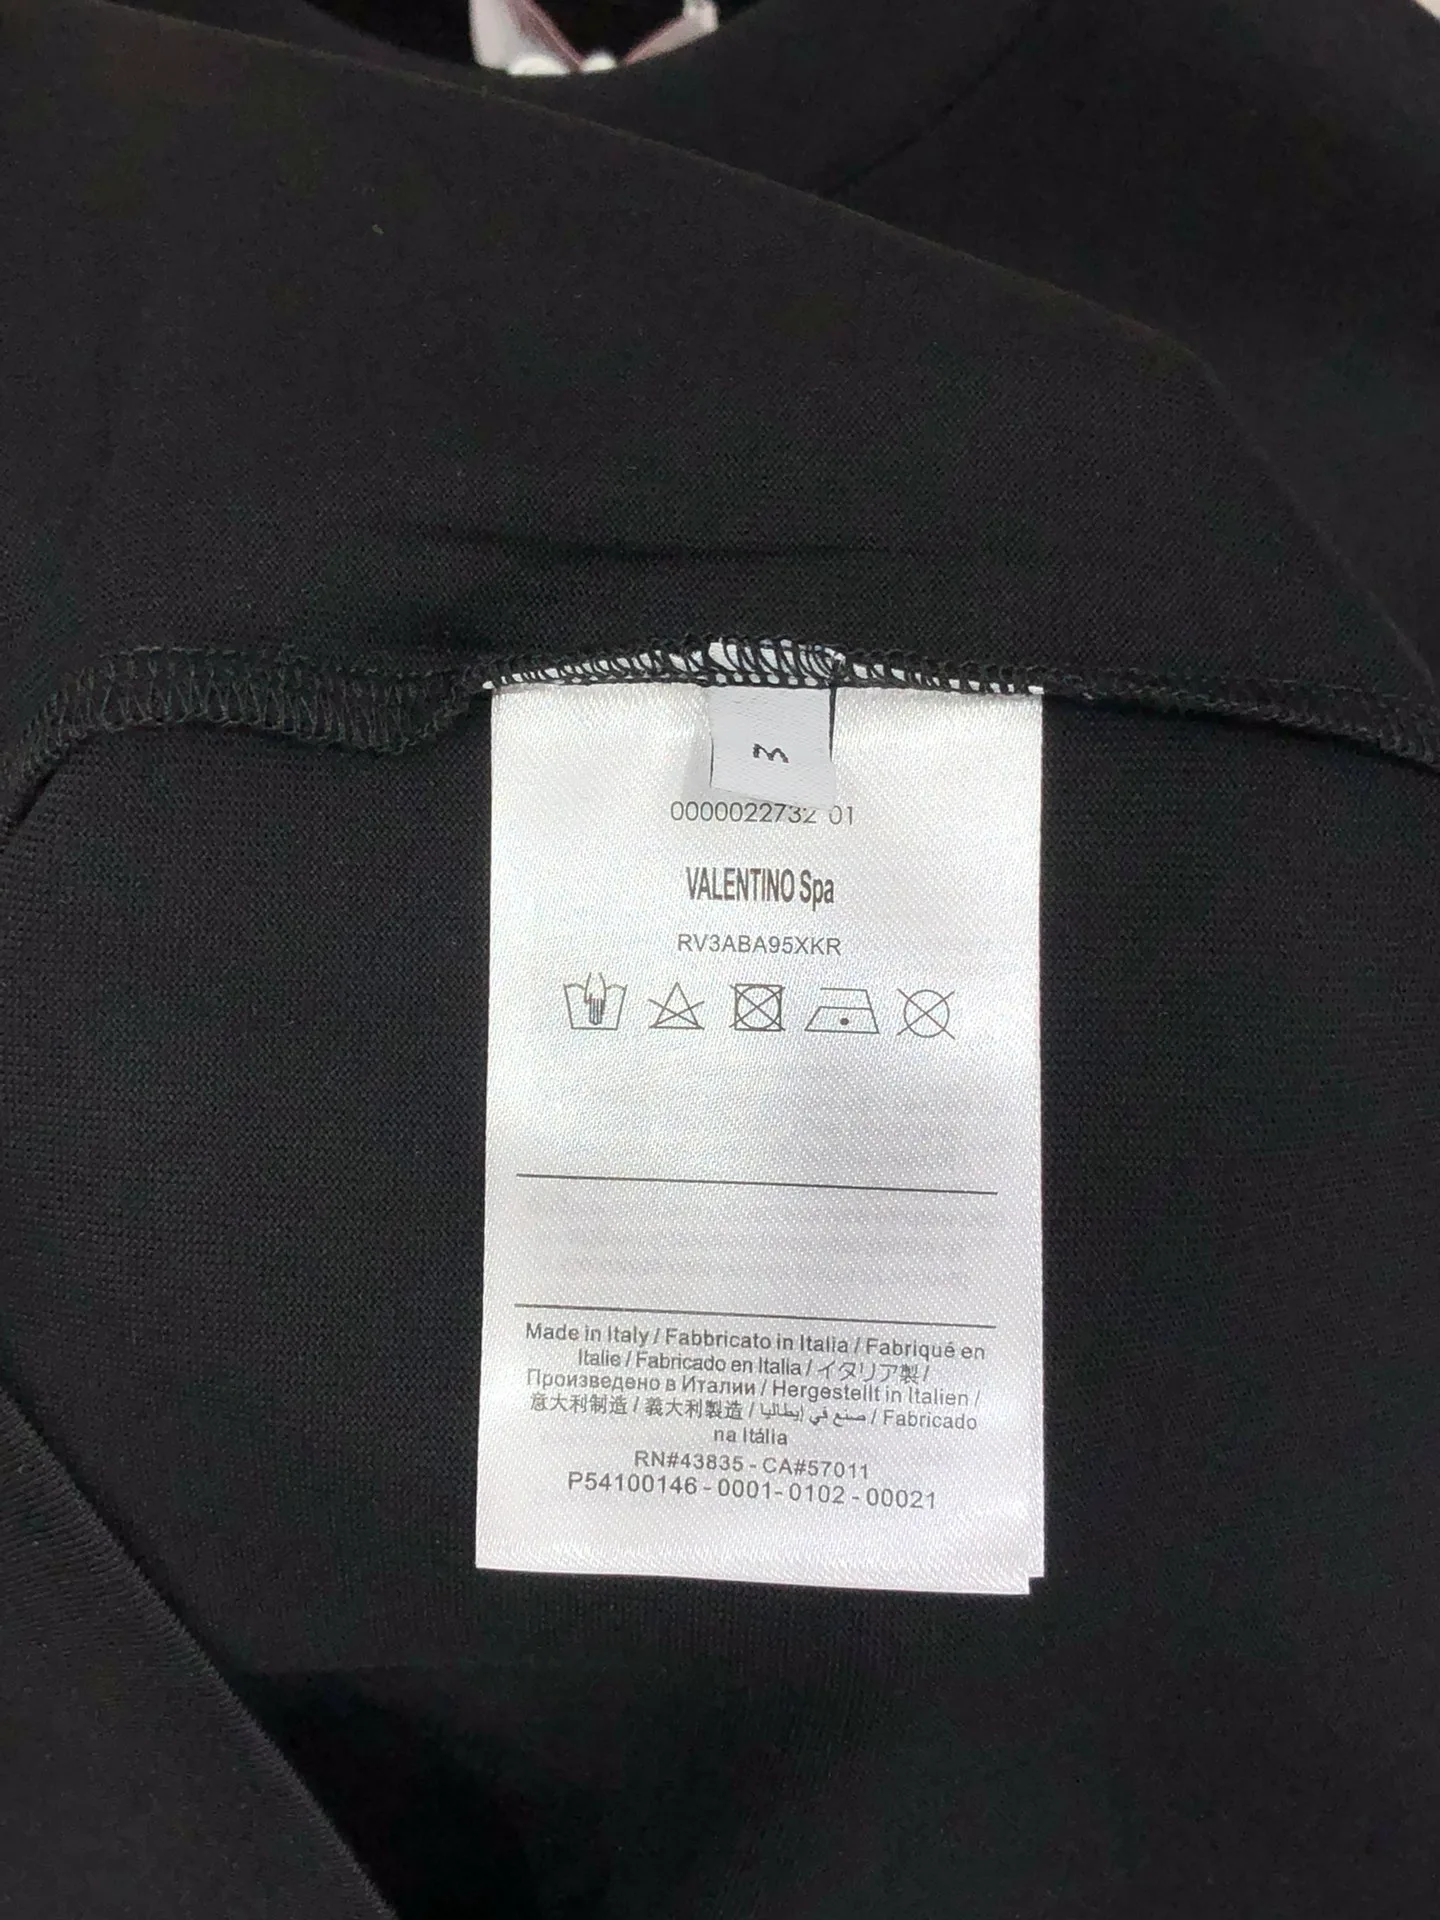 M
0000022732 01
VALENTINO Spa
RV3ABA95XKR
Made in Italy / Fabbricato in Italia / Fabriqué en
Italie / Fabricado en Italia / イタリア製 /
Произведено в Италии / Hergestellt in Italien /
意大利制造 / 義大利製造 / صنع في إيطاليا / Fabricado
na Itália
RN#43835 - CA#57011
P54100146 - 0001- 0102 - 00021